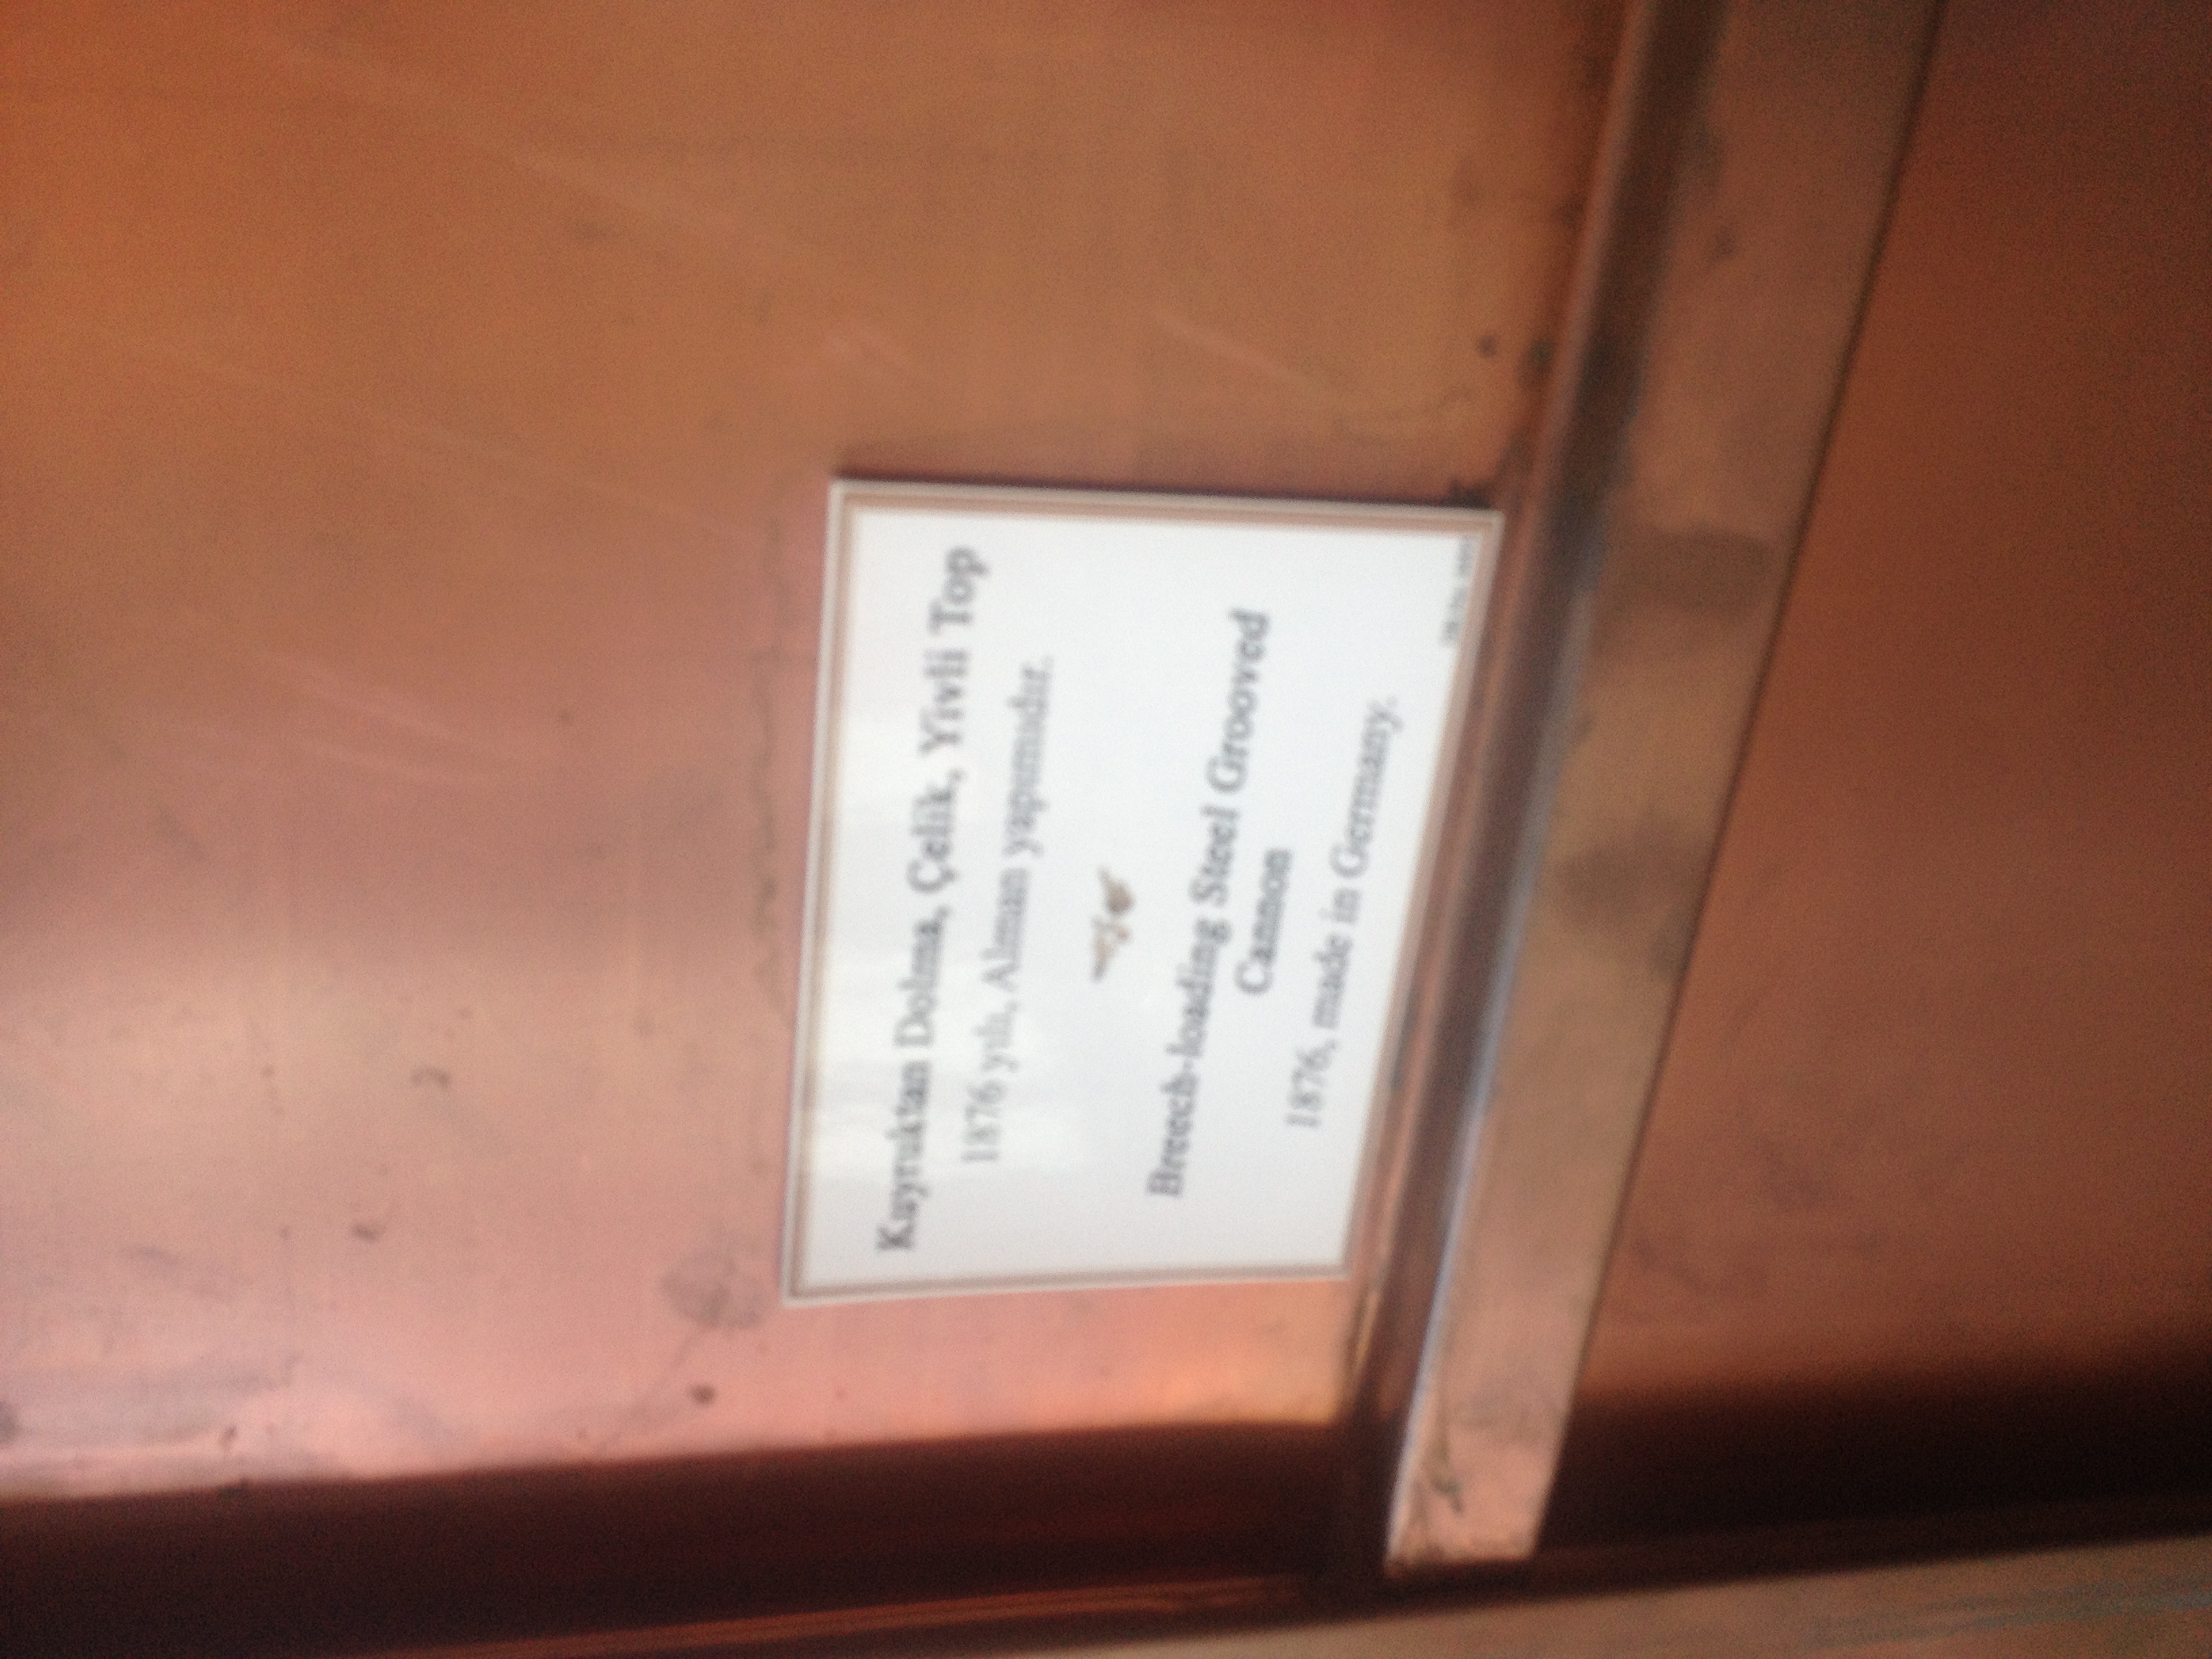 Kuyruktan Dolma, Çelik, Yivli Top
1876 yılı, Alman yapımıdır.
Breech-loading Steel Grooved
Cannon
1876, made in Germany.